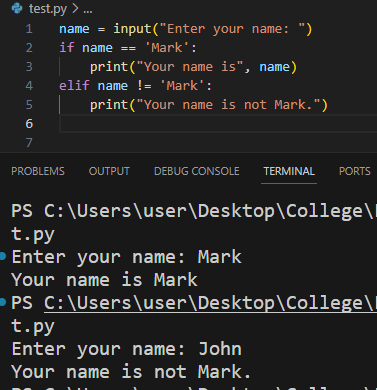 test.py > ...
1 name = input("Enter your name: ")
2 if name == 'Mark':
3 print("Your name is", name)
4 elif name != 'Mark':
5 print("Your name is not Mark.")
6
7
PROBLEMS OUTPUT DEBUG CONSOLE TERMINAL PORTS
PS C:\Users\user\Desktop\College\
t.py
Enter your name: Mark
Your name is Mark
PS C:\Users\user\Desktop\College\
t.py
Enter your name: John
Your name is not Mark.